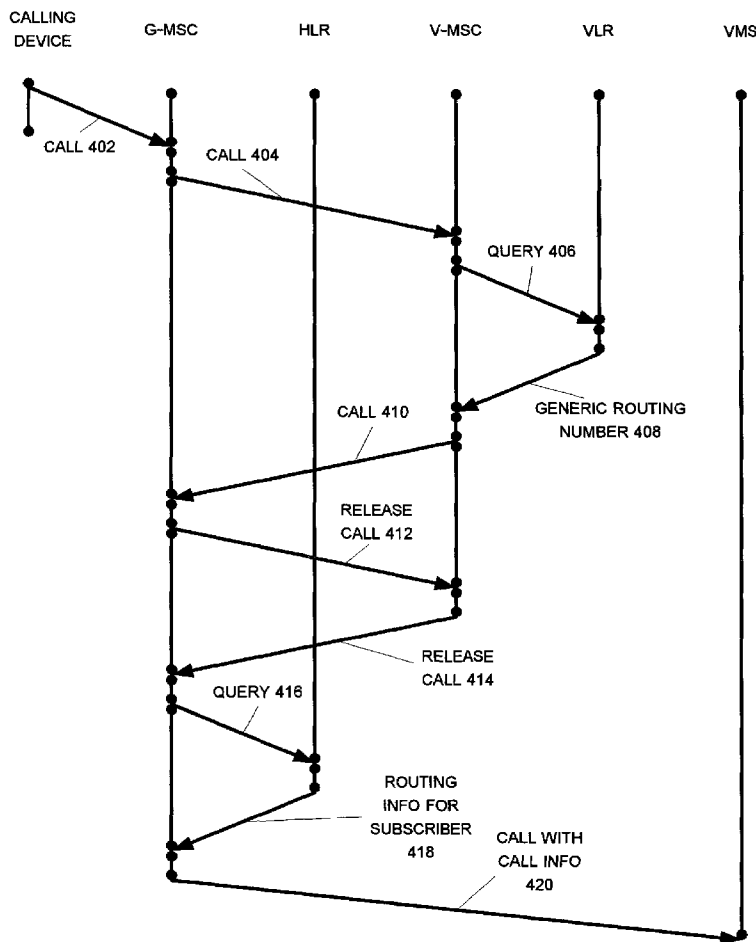 CALLING
DEVICE
G-MSC
HLR
V-MSC
VLR
VMS
CALL 402
CALL 404
QUERY 406
GENERIC ROUTING
NUMBER 408
CALL 410
RELEASE
CALL 412
RELEASE
CALL 414
QUERY 416
ROUTING
INFO FOR
SUBSCRIBER
418
CALL WITH
CALL INFO
420